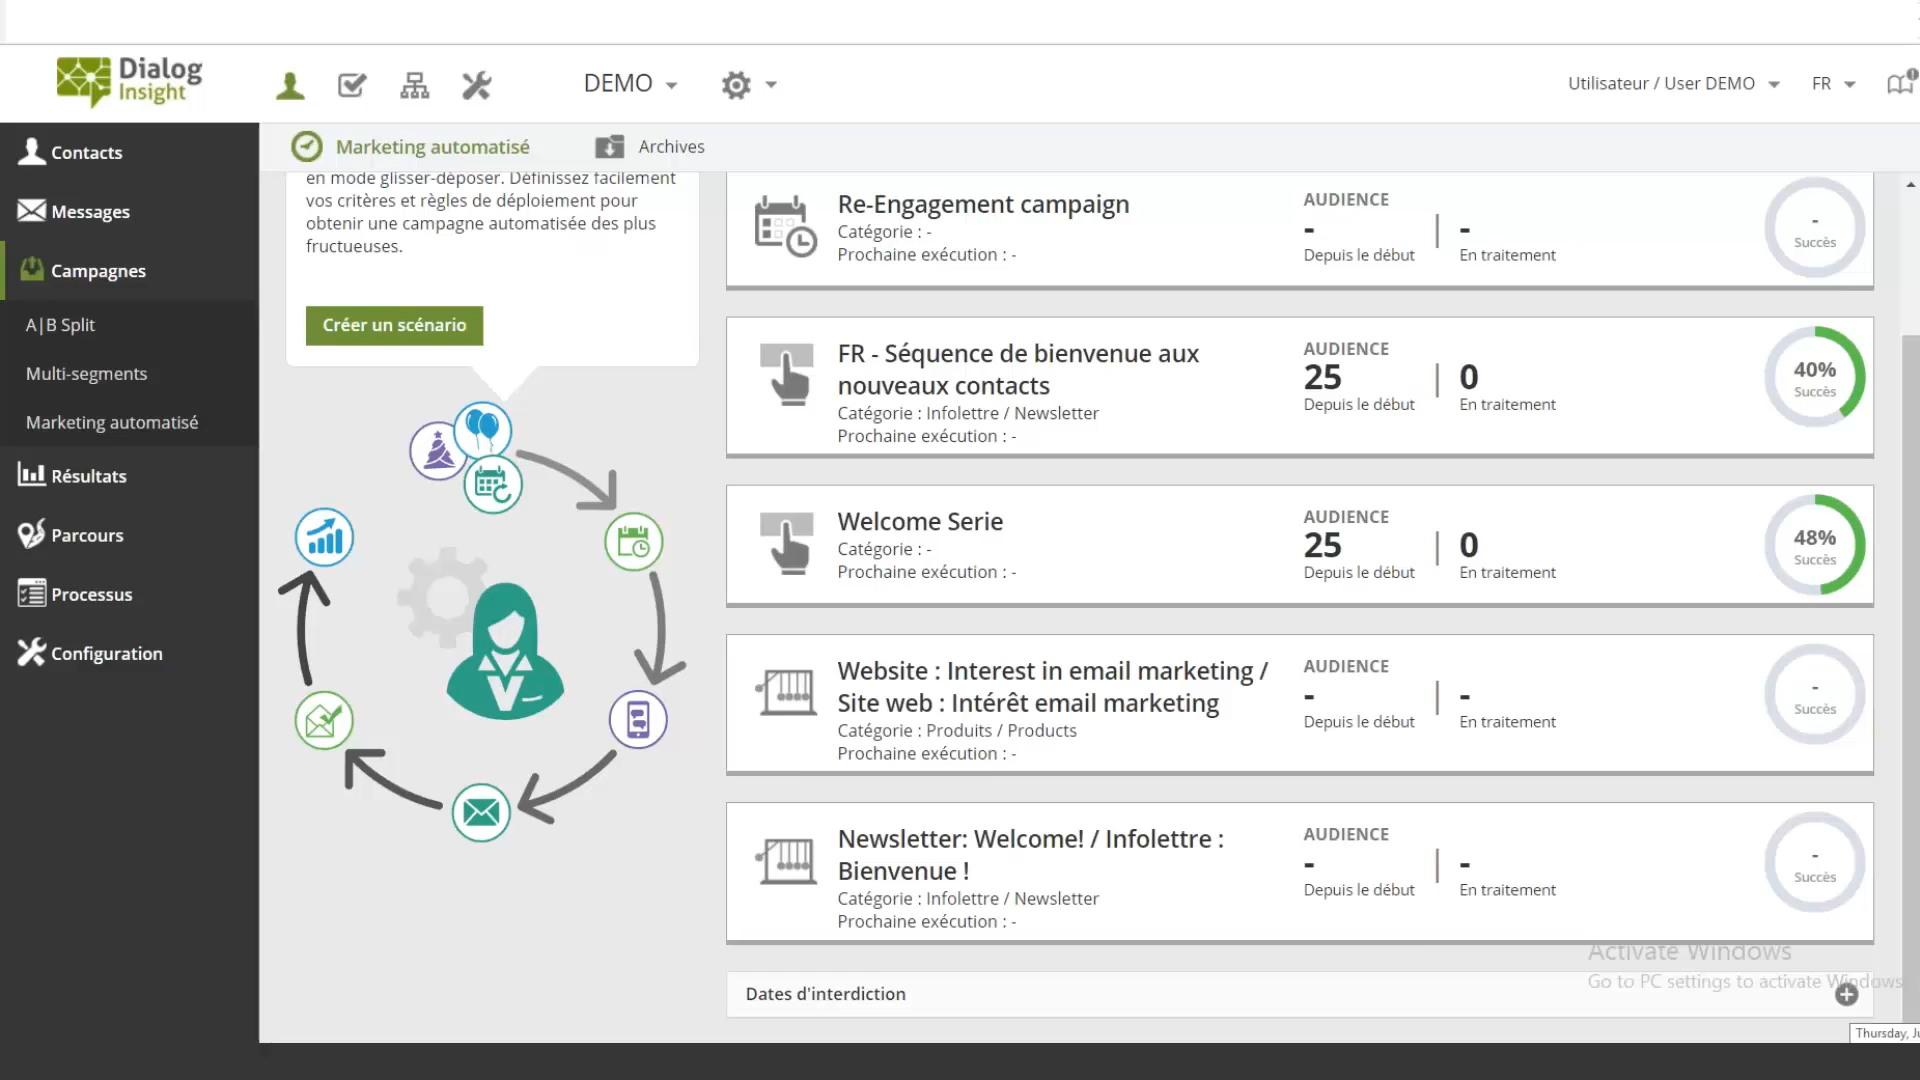 Dialog
Insight
DEMO
Utilisateur / User DEMO
FR
Contacts
Messages
Campagnes
A|B Split
Multi-segments
Marketing automatisé
Résultats
Parcours
Processus
Configuration
Marketing automatisé
Archives
en mode glisser-déposer. Définissez facilement
vos critères et règles de déploiement pour
obtenir une campagne automatisée des plus
fructueuses.
Créer un scénario
Re-Engagement campaign
Catégorie : -
Prochaine exécution : -
AUDIENCE
- | -
Depuis le début En traitement
-
Succès
FR - Séquence de bienvenue aux
nouveaux contacts
Catégorie : Infolettre / Newsletter
Prochaine exécution : -
AUDIENCE
25 | 0
Depuis le début En traitement
40%
Succès
Welcome Serie
Catégorie : -
Prochaine exécution : -
AUDIENCE
25 | 0
Depuis le début En traitement
48%
Succès
Website : Interest in email marketing /
Site web : Intérêt email marketing
Catégorie : Produits / Products
Prochaine exécution : -
AUDIENCE
- | -
Depuis le début En traitement
-
Succès
Newsletter: Welcome! / Infolettre :
Bienvenue !
Catégorie : Infolettre / Newsletter
Prochaine exécution : -
AUDIENCE
- | -
Depuis le début En traitement
-
Succès
Dates d'interdiction
Activate Windows
Go to PC settings to activate Windows
Thursday,